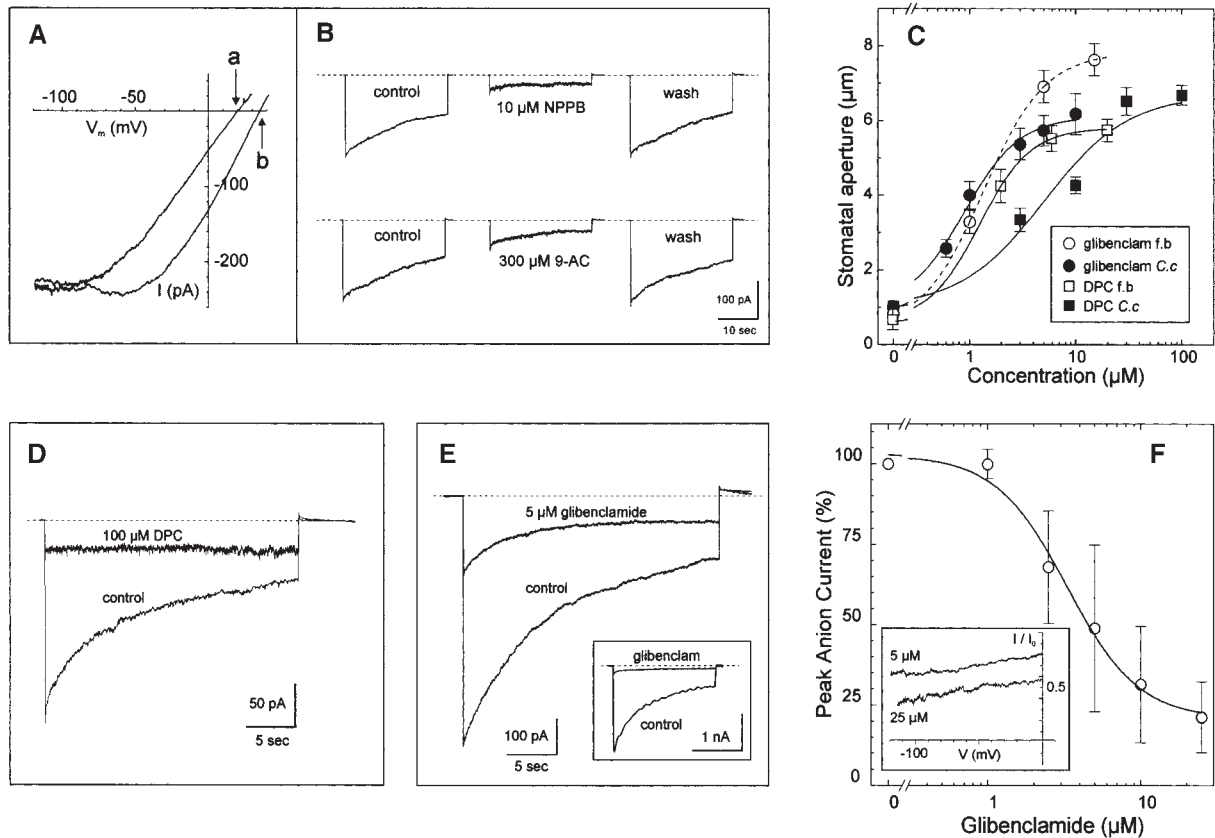 A
a
-100
-50
Vm (mV)
b
-100
-200
I (pA)
B
control
10 µM NPPB
wash
control
300 µM 9-AC
wash
100 pA
10 sec
C
8
6
4
2
0
Stomatal aperture (µm)
glibenclam f.b
glibenclam C.c
DPC f.b
DPC C.c
0
1
10
100
Concentration (µM)
D
100 µM DPC
control
50 pA
5 sec
E
5 µM glibenclamide
control
100 pA
5 sec
glibenclam
control
1 nA
F
100
75
50
25
0
Peak Anion Current (%)
I / I0
5 µM
0.5
25 µM
-100
V (mV)
0
1
10
Glibenclamide (µM)